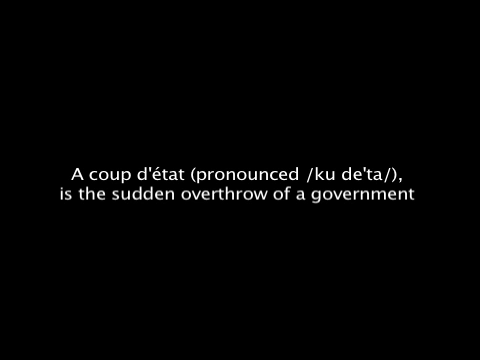 A coup d'état (pronounced /ku de'ta/),
is the sudden overthrow of a government